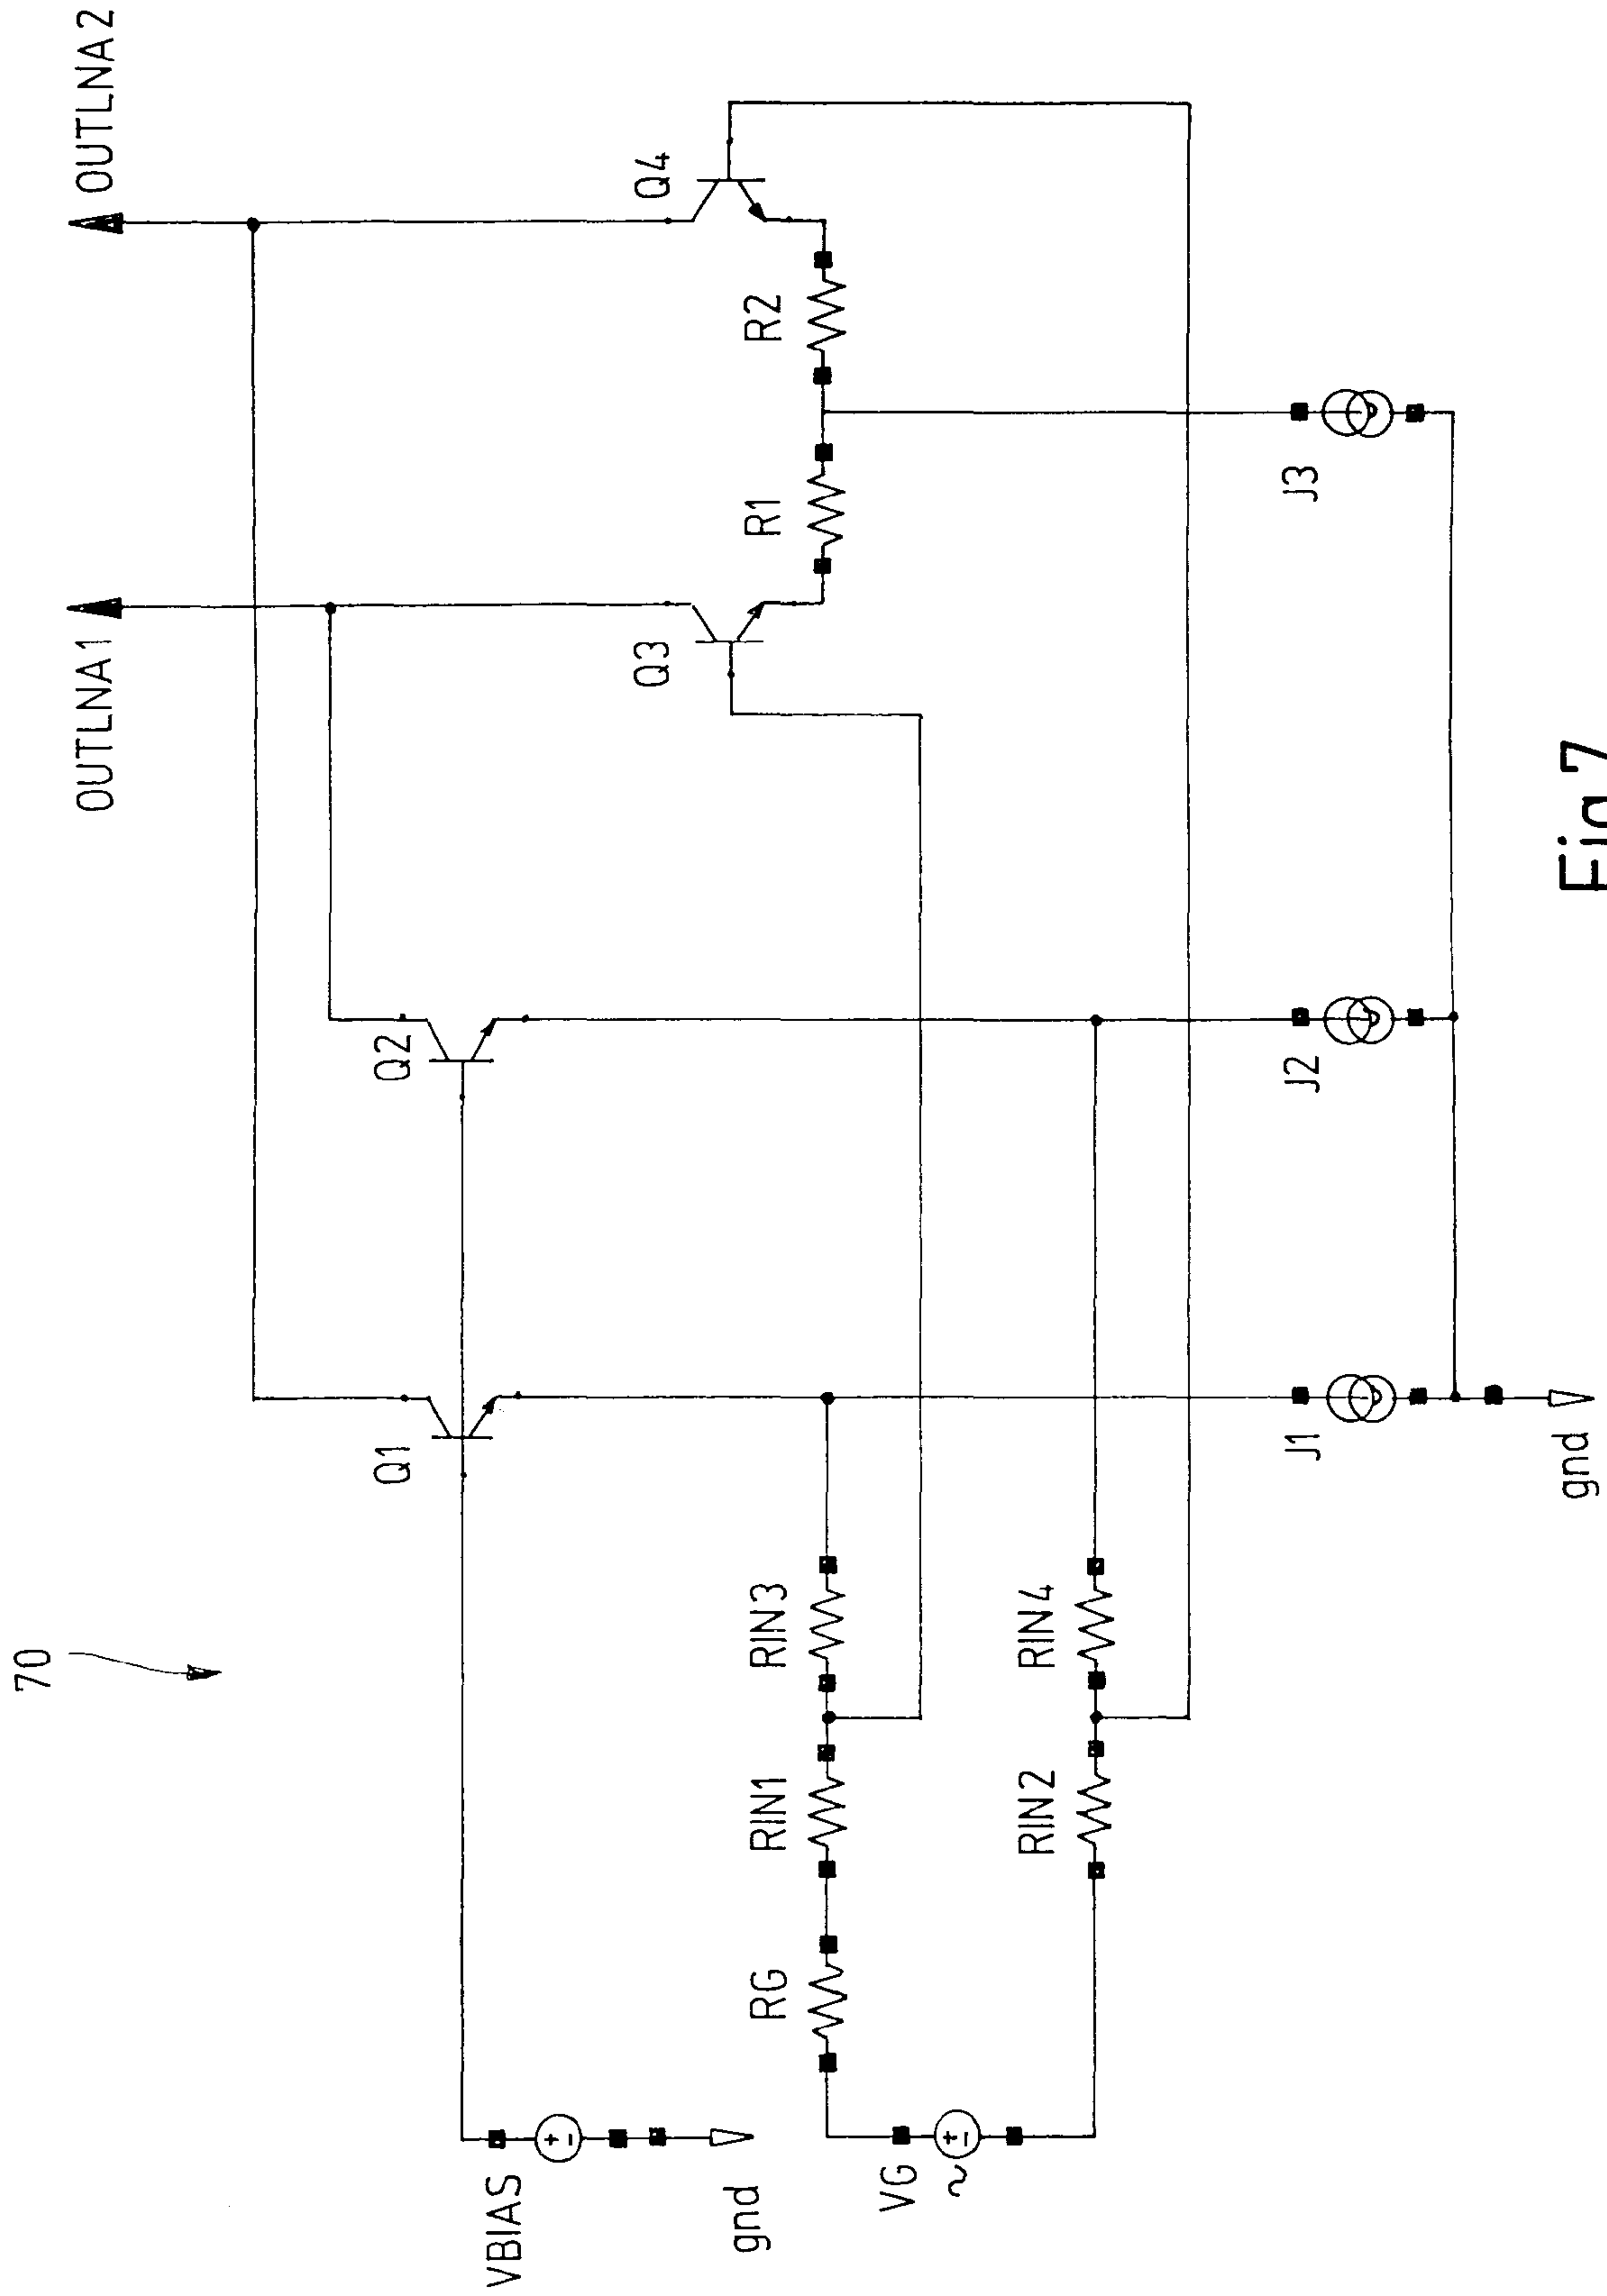 70
OUTLNA1
OUTLNA2
Q1
Q2
Q3
Q4
R1
R2
VBIAS
gnd
VG
RG
RIN1
RIN3
RIN2
RIN4
J1
J2
J3
gnd
Fig.7